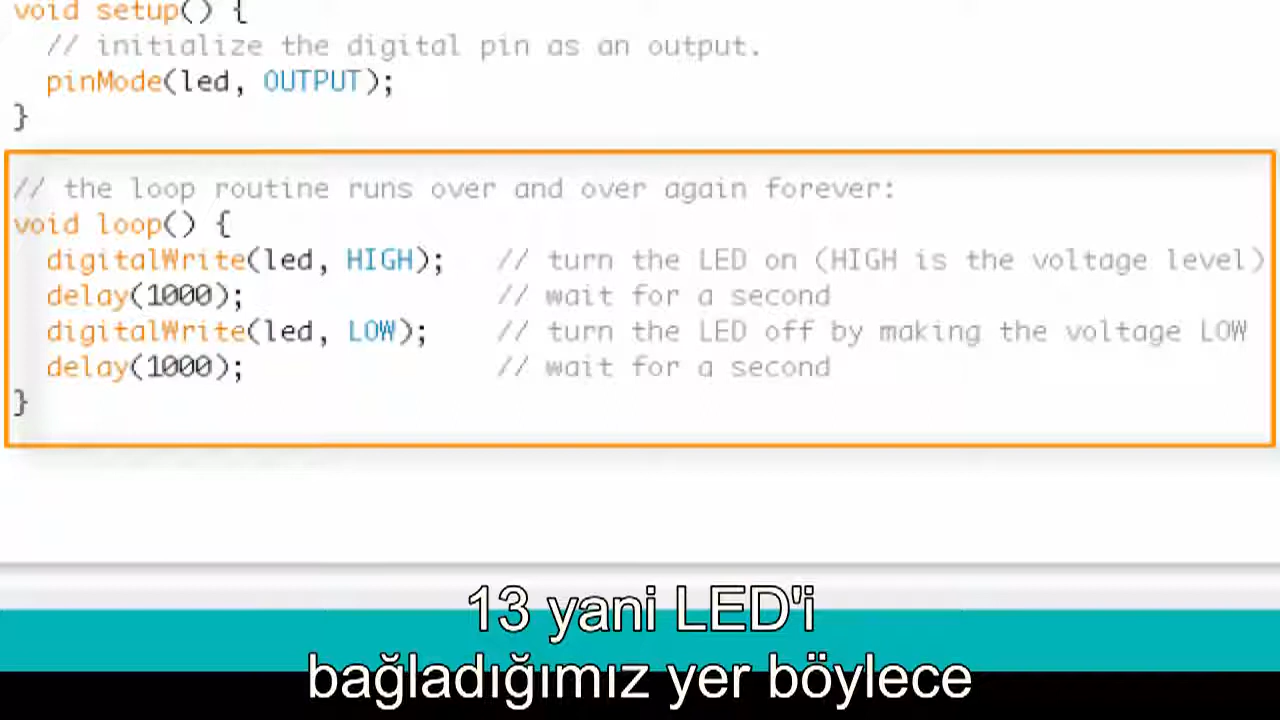 void setup() {
// initialize the digital pin as an output.
pinMode(led, OUTPUT);
}
// the loop routine runs over and over again forever:
void loop() {
digitalWrite(led, HIGH);   // turn the LED on (HIGH is the voltage level)
delay(1000);               // wait for a second
digitalWrite(led, LOW);    // turn the LED off by making the voltage LOW
delay(1000);               // wait for a second
}
13 yani LED'i
bağladığımız yer böylece